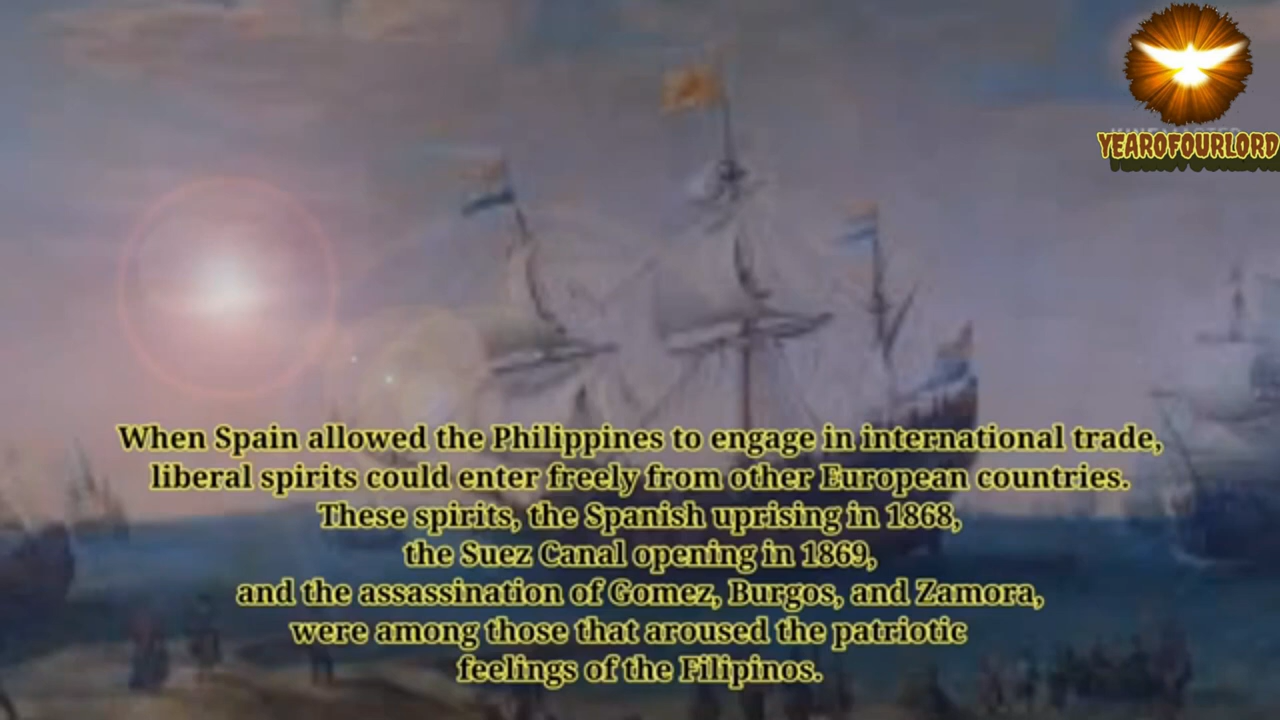 YEAROFOURLORD
When Spain allowed the Philippines to engage in international trade,
liberal spirits could enter freely from other European countries.
These spirits, the Spanish uprising in 1868,
the Suez Canal opening in 1869,
and the assassination of Gomez, Burgos, and Zamora,
were among those that aroused the patriotic
feelings of the Filipinos.